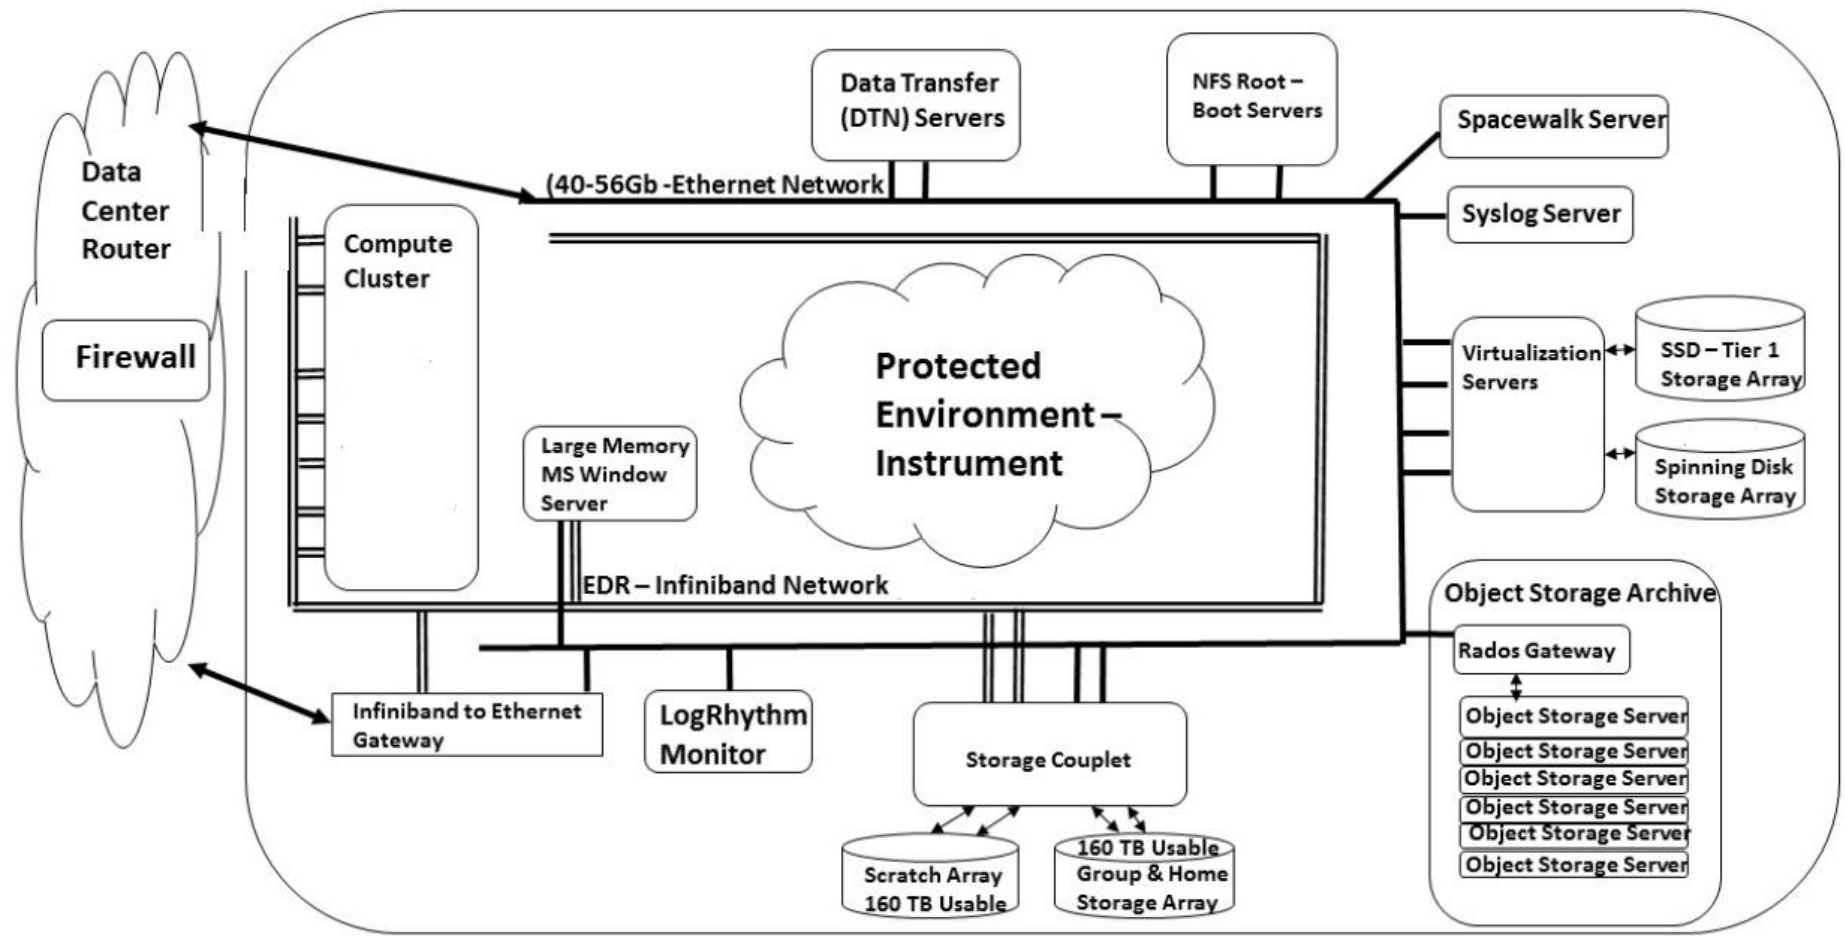 Data Transfer
(DTN) Servers
NFS Root –
Boot Servers
Spacewalk Server
Data
Center
Router
(40-56Gb -Ethernet Network
Syslog Server
Compute
Cluster
Firewall
Protected
Environment –
Instrument
Virtualization
Servers
SSD – Tier 1
Storage Array
Large Memory
MS Window
Server
Spinning Disk
Storage Array
EDR – Infiniband Network
Object Storage Archive
Rados Gateway
Infiniband to Ethernet
Gateway
LogRhythm
Monitor
Storage Couplet
Object Storage Server
Object Storage Server
Object Storage Server
Object Storage Server
Object Storage Server
Object Storage Server
Scratch Array
160 TB Usable
160 TB Usable
Group & Home
Storage Array